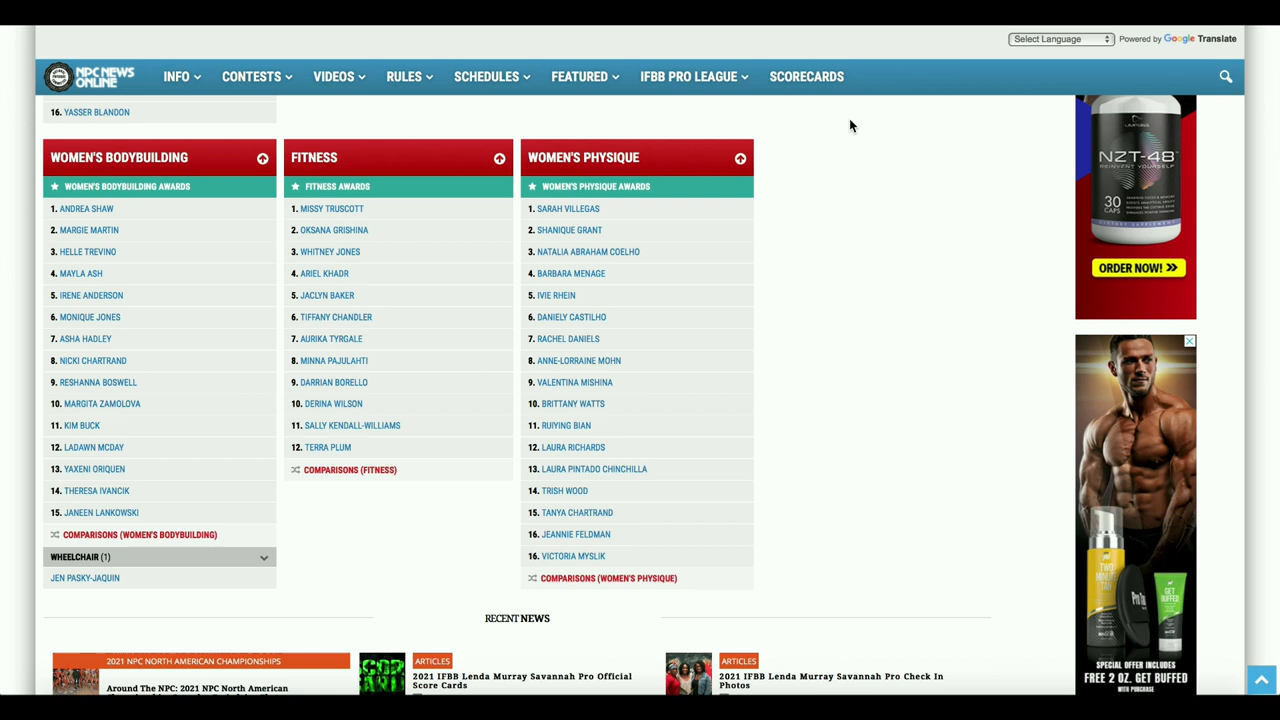 Select Language
Powered by Google Translate
NPC NEWS
ONLINE
INFO
CONTESTS
VIDEOS
RULES
SCHEDULES
FEATURED
IFBB PRO LEAGUE
SCORECARDS
16. YASSER BLANDON
WOMEN'S BODYBUILDING
WOMEN'S BODYBUILDING AWARDS
1. ANDREA SHAW
2. MARGIE MARTIN
3. HELLE TREVINO
4. MAYLA ASH
5. IRENE ANDERSON
6. MONIQUE JONES
7. ASHA HADLEY
8. NICKI CHARTRAND
9. RESHANNA BOSWELL
10. MARGITA ZAMOLOVA
11. KIM BUCK
12. LADAWN MCDAY
13. YAXENI ORIQUEN
14. THERESA IVANCIK
15. JANEEN LANKOWSKI
COMPARISONS (WOMEN'S BODYBUILDING)
WHEELCHAIR (1)
JEN PASKY-JAQUIN
FITNESS
FITNESS AWARDS
1. MISSY TRUSCOTT
2. OKSANA GRISHINA
3. WHITNEY JONES
4. ARIEL KHADR
5. JACLYN BAKER
6. TIFFANY CHANDLER
7. AURIKA TYRGALE
8. MINNA PAJULAHTI
9. DARRIAN BORELLO
10. DERINA WILSON
11. SALLY KENDALL-WILLIAMS
12. TERRA PLUM
COMPARISONS (FITNESS)
WOMEN'S PHYSIQUE
WOMEN'S PHYSIQUE AWARDS
1. SARAH VILLEGAS
2. SHANIQUE GRANT
3. NATALIA ABRAHAM COELHO
4. BARBARA MENAGE
5. IVIE RHEIN
6. DANIELY CASTILHO
7. RACHEL DANIELS
8. ANNE-LORRAINE MOHN
9. VALENTINA MISHINA
10. BRITTANY WATTS
11. RUIYING BIAN
12. LAURA RICHARDS
13. LAURA PINTADO CHINCHILLA
14. TRISH WOOD
15. TANYA CHARTRAND
16. JEANNIE FELDMAN
16. VICTORIA MYSLIK
COMPARISONS (WOMEN'S PHYSIQUE)
NZT-48
REINVENT YOURSELF
30
CAPS
ORDER NOW!
TWO
MINUTE
TAN
Pro Tan
GET
BUFFED
SPECIAL OFFER INCLUDES
FREE 2 OZ. GET BUFFED
WITH PURCHASE
RECENT NEWS
2021 NPC NORTH AMERICAN CHAMPIONSHIPS
Around The NPC: 2021 NPC North American
ARTICLES
2021 IFBB Lenda Murray Savannah Pro Official
Score Cards
ARTICLES
2021 IFBB Lenda Murray Savannah Pro Check In
Photos